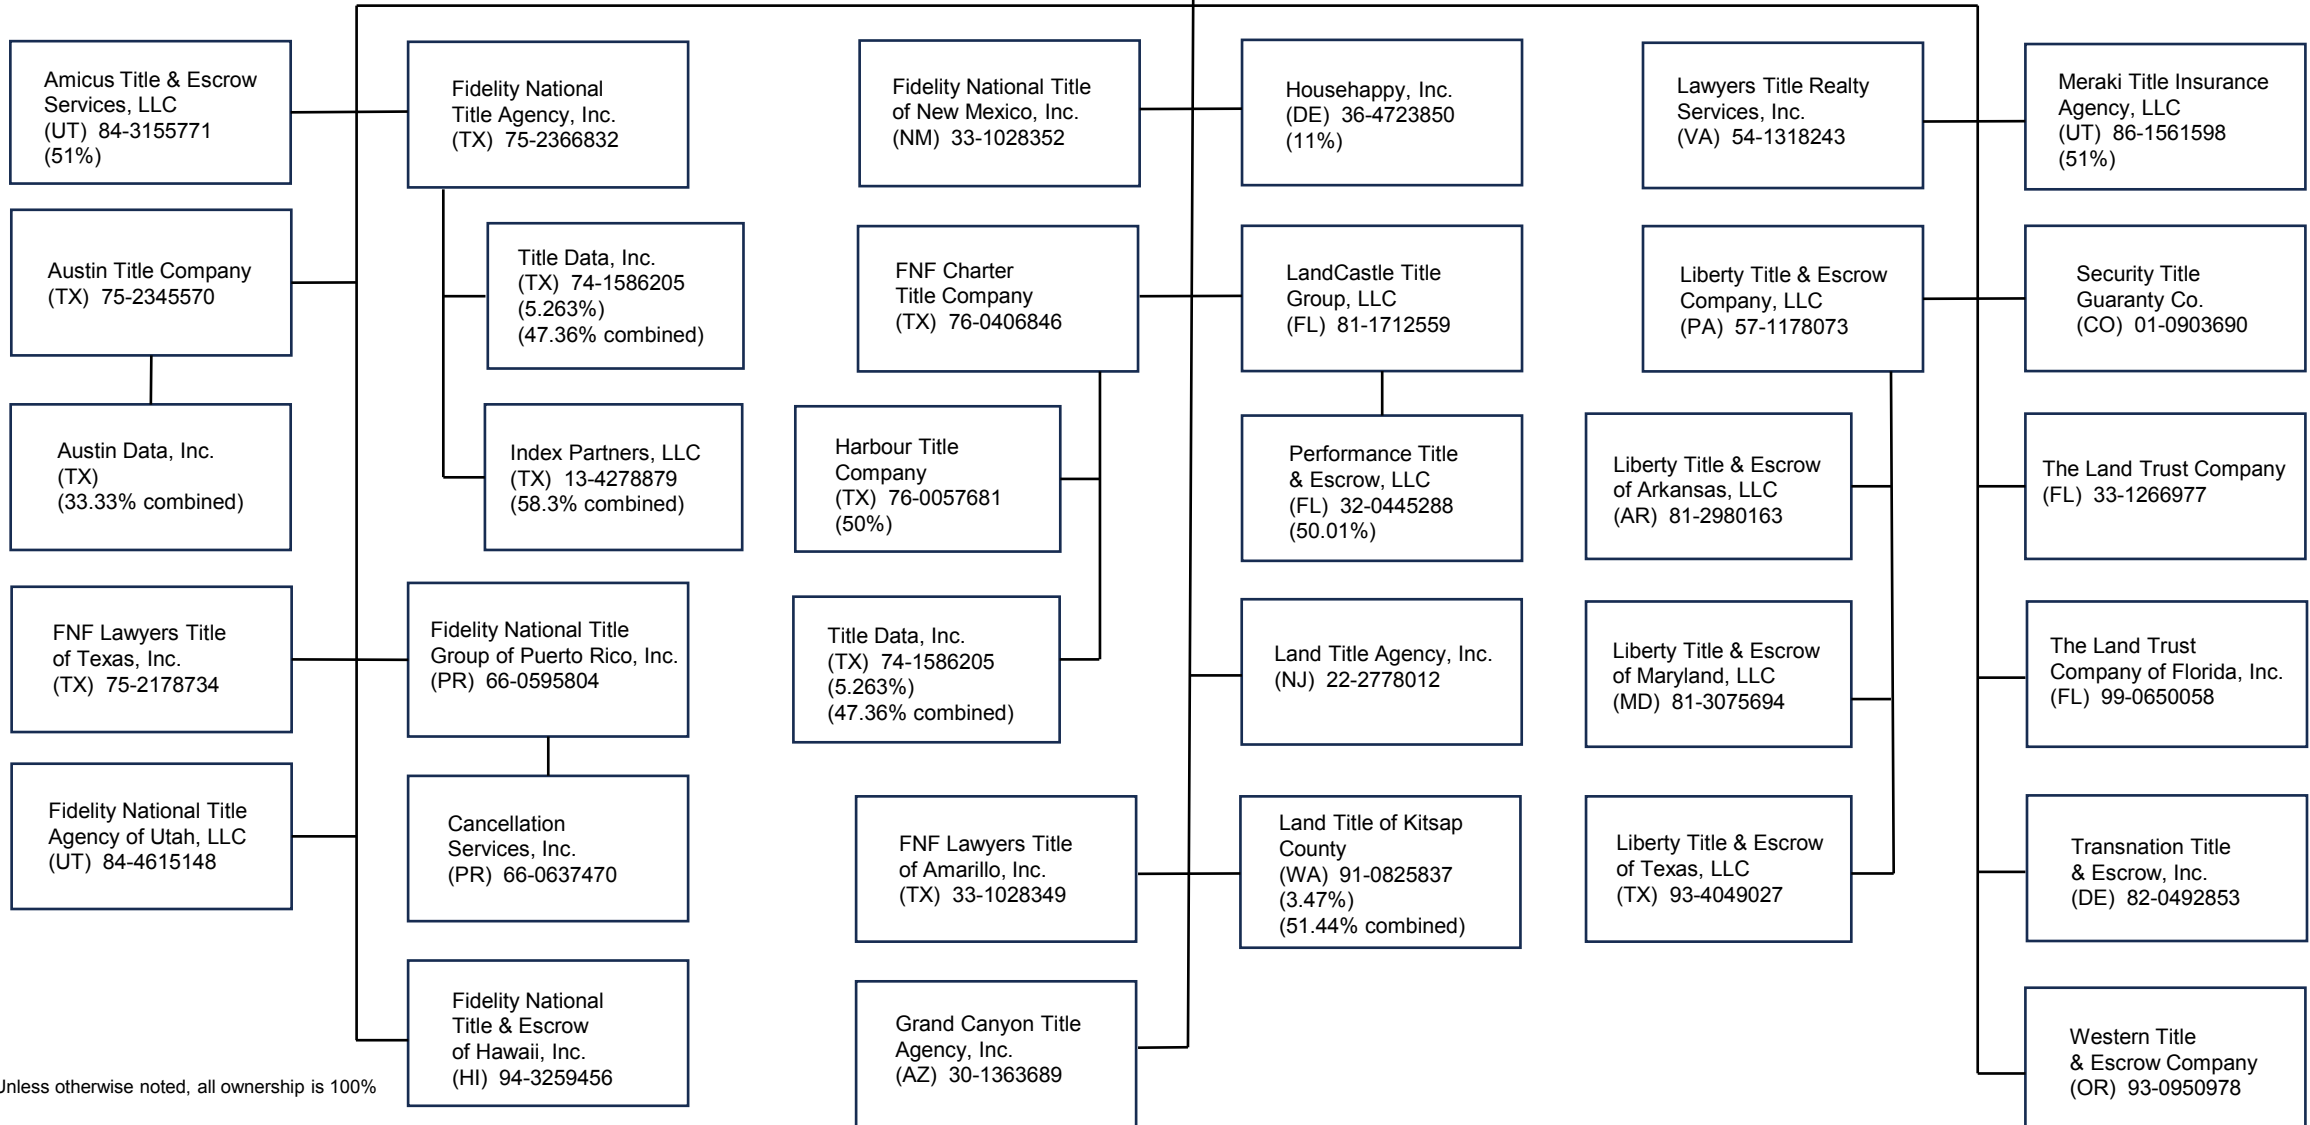 Amicus Title & Escrow
Services, LLC
(UT) 84-3155771
(51%)
Fidelity National
Title Agency, Inc.
(TX) 75-2366832
Fidelity National Title
of New Mexico, Inc.
(NM) 33-1028352
Househappy, Inc.
(DE) 36-4723850
(11%)
Lawyers Title Realty
Services, Inc.
(VA) 54-1318243
Meraki Title Insurance
Agency, LLC
(UT) 86-1561598
(51%)
Austin Title Company
(TX) 75-2345570
Title Data, Inc.
(TX) 74-1586205
(5.263%)
(47.36% combined)
FNF Charter
Title Company
(TX) 76-0406846
LandCastle Title
Group, LLC
(FL) 81-1712559
Liberty Title & Escrow
Company, LLC
(PA) 57-1178073
Security Title
Guaranty Co.
(CO) 01-0903690
Austin Data, Inc.
(TX)
(33.33% combined)
Index Partners, LLC
(TX) 13-4278879
(58.3% combined)
Harbour Title
Company
(TX) 76-0057681
(50%)
Performance Title
& Escrow, LLC
(FL) 32-0445288
(50.01%)
Liberty Title & Escrow
of Arkansas, LLC
(AR) 81-2980163
The Land Trust Company
(FL) 33-1266977
FNF Lawyers Title
of Texas, Inc.
(TX) 75-2178734
Fidelity National Title
Group of Puerto Rico, Inc.
(PR) 66-0595804
Title Data, Inc.
(TX) 74-1586205
(5.263%)
(47.36% combined)
Land Title Agency, Inc.
(NJ) 22-2778012
Liberty Title & Escrow
of Maryland, LLC
(MD) 81-3075694
The Land Trust
Company of Florida, Inc.
(FL) 99-0650058
Fidelity National Title
Agency of Utah, LLC
(UT) 84-4615148
Cancellation
Services, Inc.
(PR) 66-0637470
FNF Lawyers Title
of Amarillo, Inc.
(TX) 33-1028349
Land Title of Kitsap
County
(WA) 91-0825837
(3.47%)
(51.44% combined)
Liberty Title & Escrow
of Texas, LLC
(TX) 93-4049027
Transnation Title
& Escrow, Inc.
(DE) 82-0492853
Fidelity National
Title & Escrow
of Hawaii, Inc.
(HI) 94-3259456
Grand Canyon Title
Agency, Inc.
(AZ) 30-1363689
Western Title
& Escrow Company
(OR) 93-0950978
Unless otherwise noted, all ownership is 100%